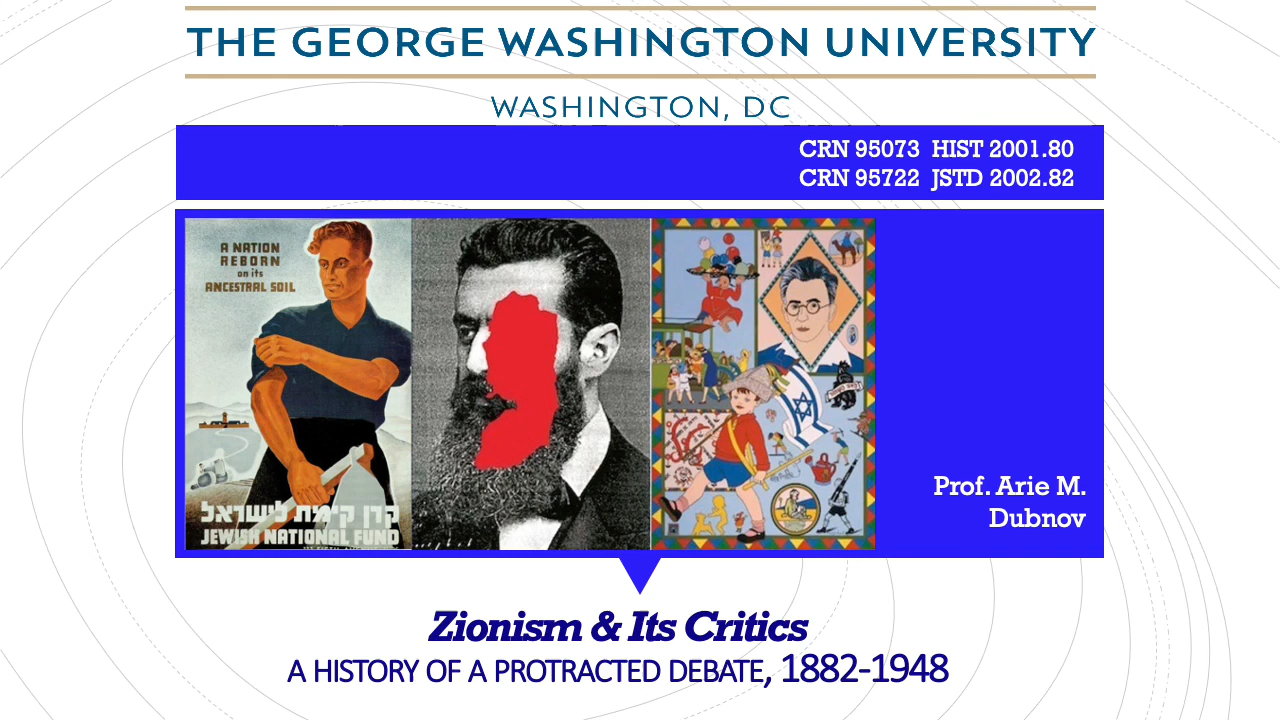 THE GEORGE WASHINGTON UNIVERSITY
WASHINGTON, DC
CRN 95073 HIST 2001.80
CRN 95722 JSTD 2002.82
A NATION
REBORN
on its
ANCESTRAL SOIL
קרן קימת לישראל
JEWISH NATIONAL FUND
Prof. Arie M.
Dubnov
Zionism & Its Critics
A HISTORY OF A PROTRACTED DEBATE, 1882-1948